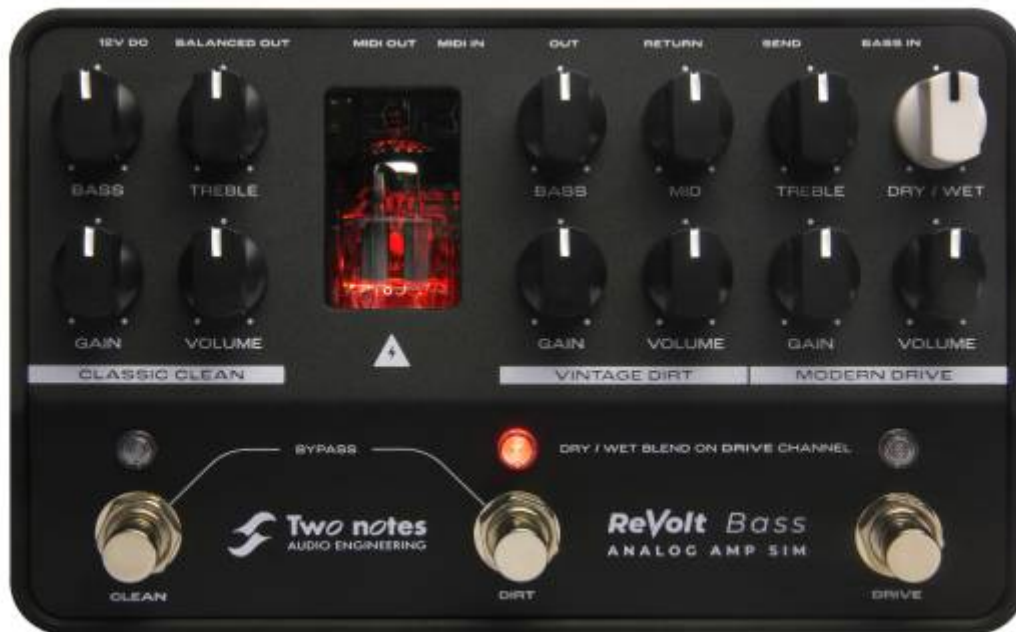 12V DC BALANCED OUT MIDI OUT MIDI IN OUT RETURN SEND BASS IN
BASS TREBLE BASS MID TREBLE DRY / WET
GAIN VOLUME GAIN VOLUME GAIN VOLUME
CLASSIC CLEAN VINTAGE DIRT MODERN DRIVE
BYPASS DRY / WET BLEND ON DRIVE CHANNEL
Two notes ReVolt Bass
AUDIO ENGINEERING ANALOG AMP SIM
CLEAN DIRT DRIVE